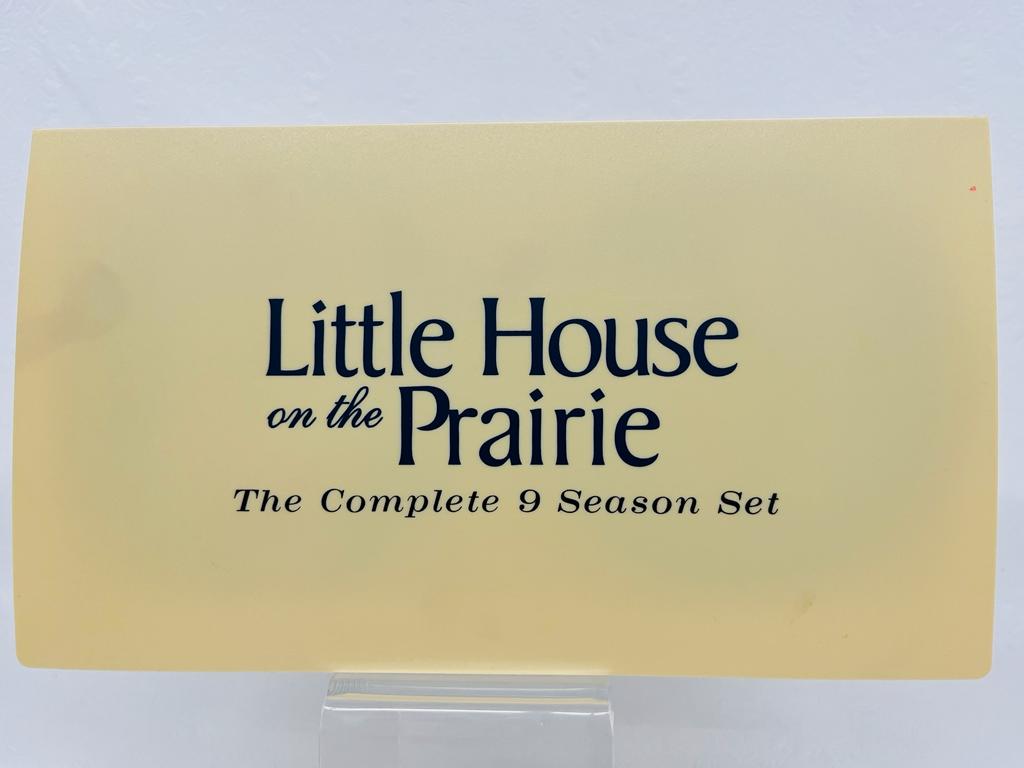 Little House
on the Prairie
The Complete 9 Season Set